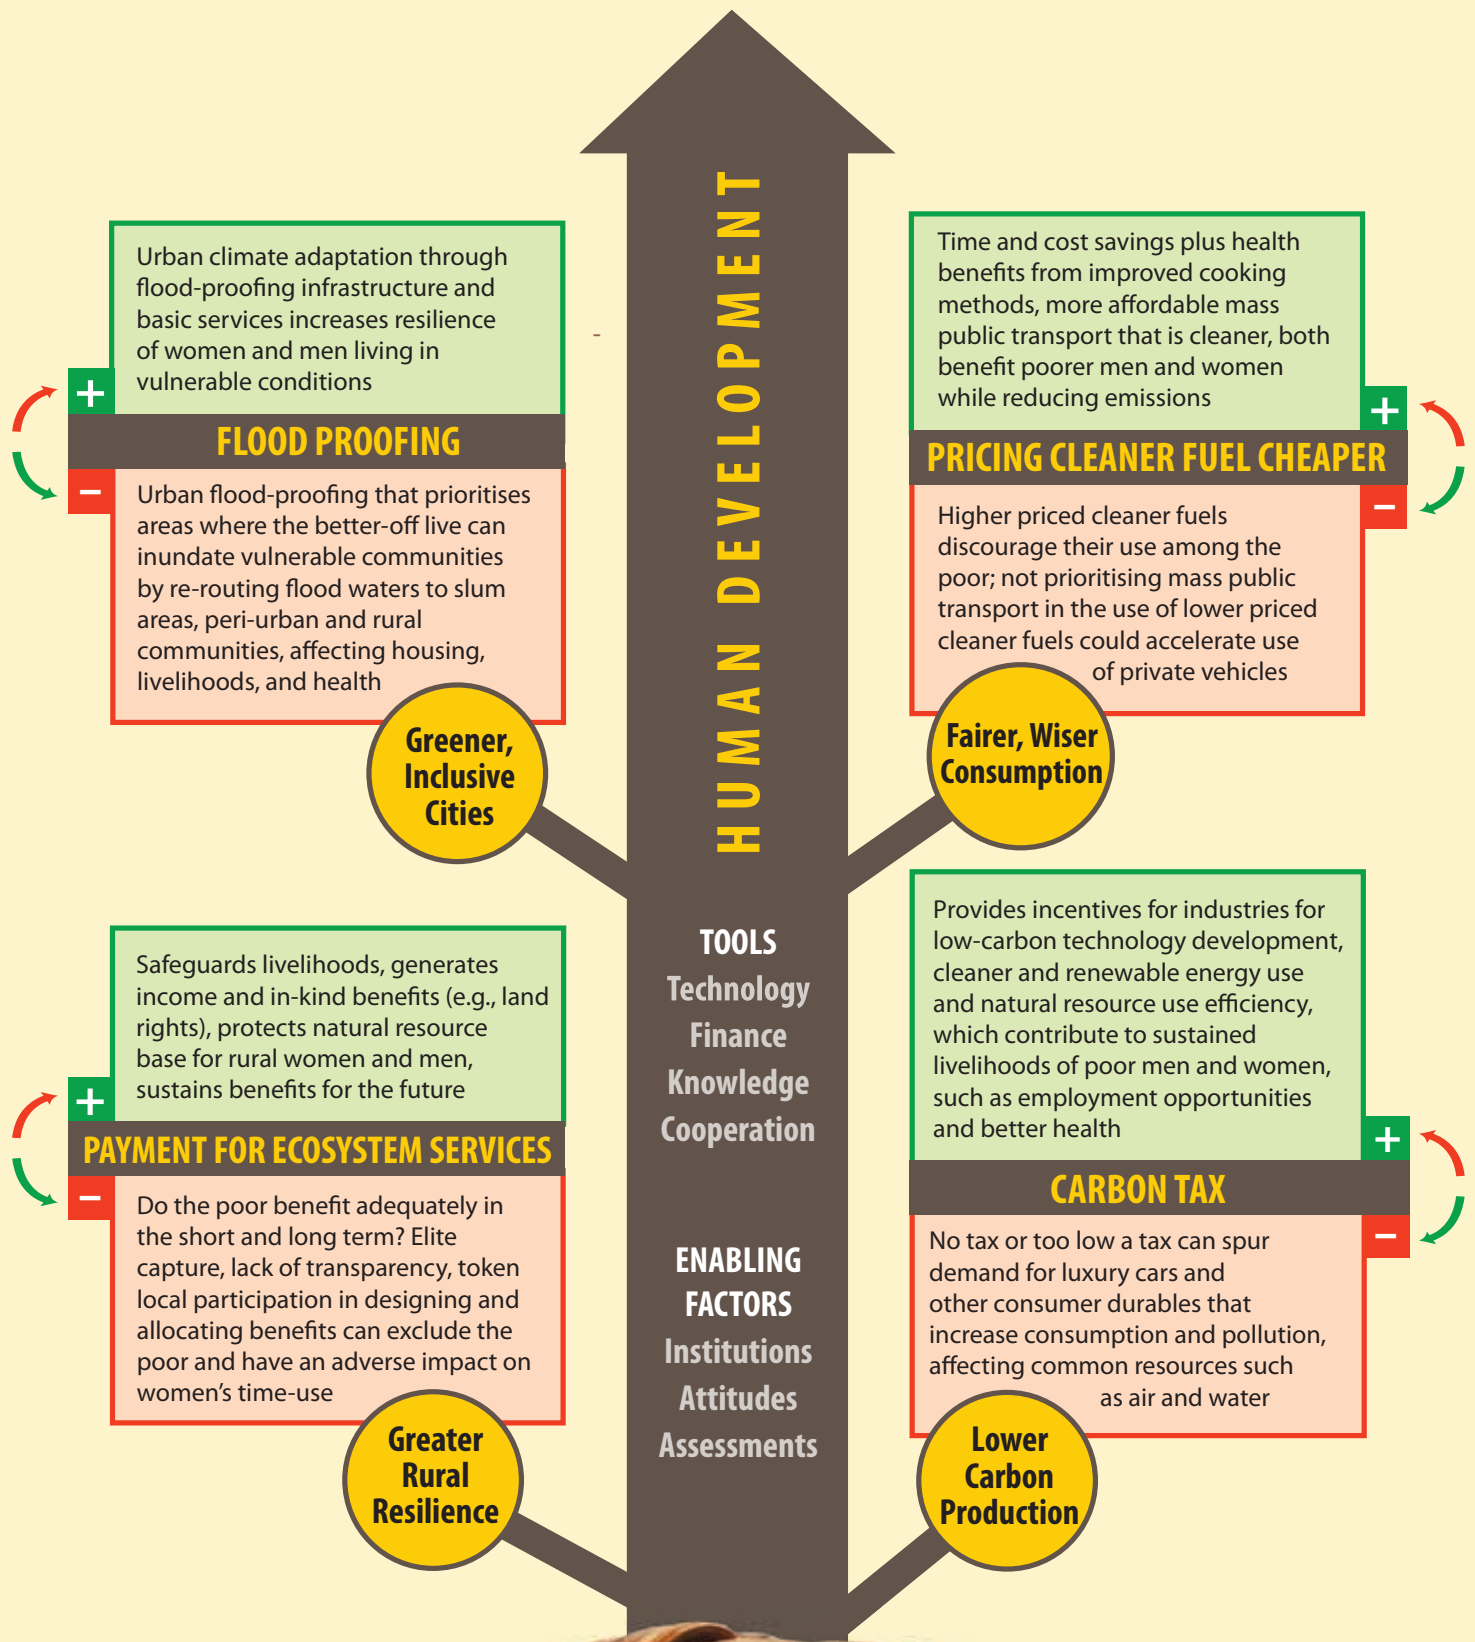 HUMAN DEVELOPMENT
Urban climate adaptation through
flood-proofing infrastructure and
basic services increases resilience
of women and men living in
vulnerable conditions
+
FLOOD PROOFING
–
Urban flood-proofing that prioritises
areas where the better-off live can
inundate vulnerable communities
by re-routing flood waters to slum
areas, peri-urban and rural
communities, affecting housing,
livelihoods, and health
Greener,
Inclusive
Cities
Time and cost savings plus health
benefits from improved cooking
methods, more affordable mass
public transport that is cleaner, both
benefit poorer men and women
while reducing emissions
+
PRICING CLEANER FUEL CHEAPER
–
Higher priced cleaner fuels
discourage their use among the
poor; not prioritising mass public
transport in the use of lower priced
cleaner fuels could accelerate use
of private vehicles
Fairer, Wiser
Consumption
TOOLS
Technology
Finance
Knowledge
Cooperation
ENABLING
FACTORS
Institutions
Attitudes
Assessments
Safeguards livelihoods, generates
income and in-kind benefits (e.g., land
rights), protects natural resource
base for rural women and men,
sustains benefits for the future
+
PAYMENT FOR ECOSYSTEM SERVICES
–
Do the poor benefit adequately in
the short and long term? Elite
capture, lack of transparency, token
local participation in designing and
allocating benefits can exclude the
poor and have an adverse impact on
women's time-use
Greater
Rural
Resilience
Provides incentives for industries for
low-carbon technology development,
cleaner and renewable energy use
and natural resource use efficiency,
which contribute to sustained
livelihoods of poor men and women,
such as employment opportunities
and better health
+
CARBON TAX
–
No tax or too low a tax can spur
demand for luxury cars and
other consumer durables that
increase consumption and pollution,
affecting common resources such
as air and water
Lower
Carbon
Production